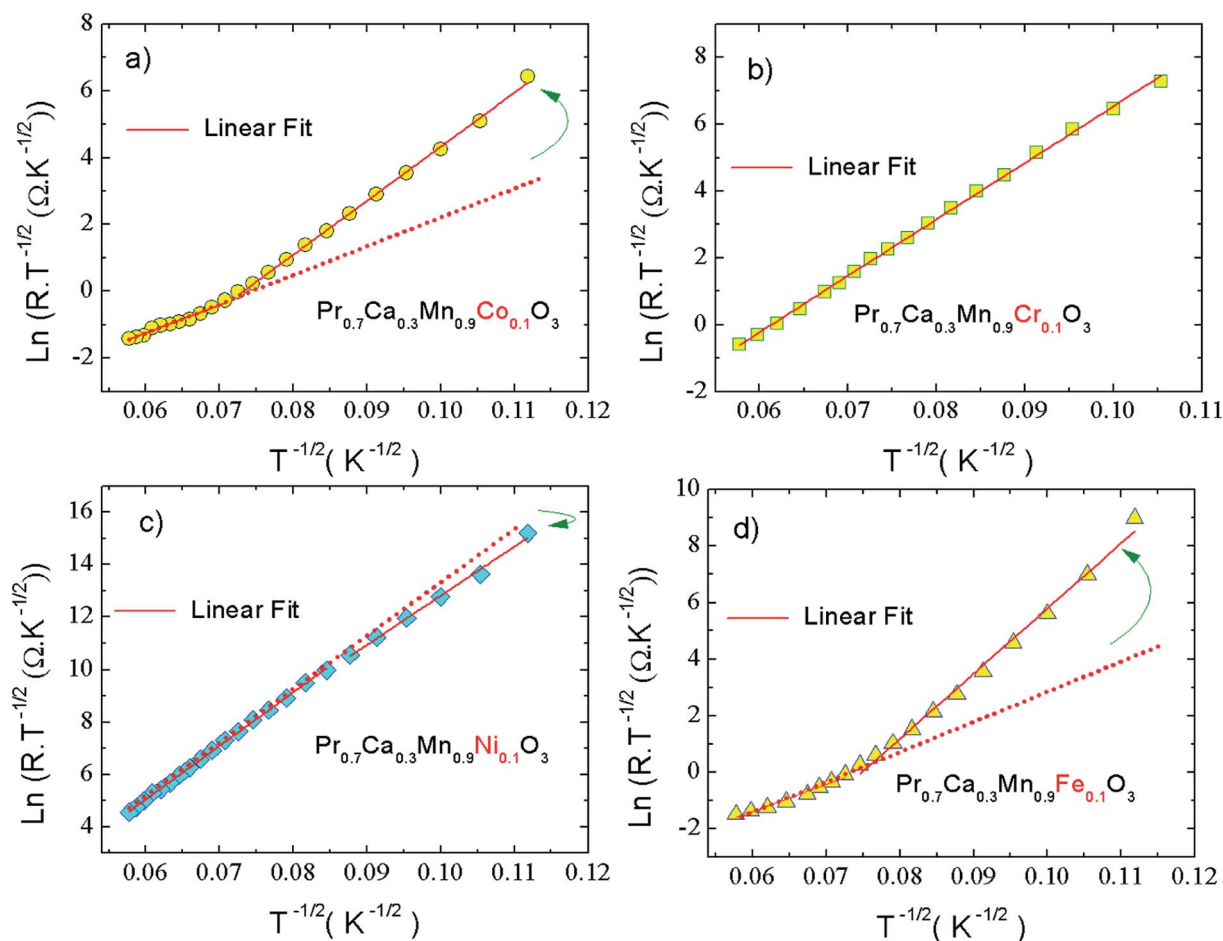 a)
Linear Fit
Pr0.7Ca0.3Mn0.9Co0.1O3
Ln (R.T-1/2 (Ω.K-1/2))
8
6
4
2
0
-2
0.06 0.07 0.08 0.09 0.10 0.11 0.12
T-1/2( K-1/2 )
b)
Linear Fit
Pr0.7Ca0.3Mn0.9Cr0.1O3
Ln (R.T-1/2 (Ω.K-1/2))
10
8
6
4
2
0
-2
0.06 0.07 0.08 0.09 0.10 0.11
T-1/2( K-1/2 )
c)
Linear Fit
Pr0.7Ca0.3Mn0.9Ni0.1O3
Ln (R.T-1/2 (Ω.K-1/2))
16
14
12
10
8
6
4
0.06 0.07 0.08 0.09 0.10 0.11 0.12
T-1/2( K-1/2 )
d)
Linear Fit
Pr0.7Ca0.3Mn0.9Fe0.1O3
Ln (R.T-1/2 (Ω.K-1/2))
10
8
6
4
2
0
-2
0.06 0.07 0.08 0.09 0.10 0.11 0.12
T-1/2( K-1/2 )